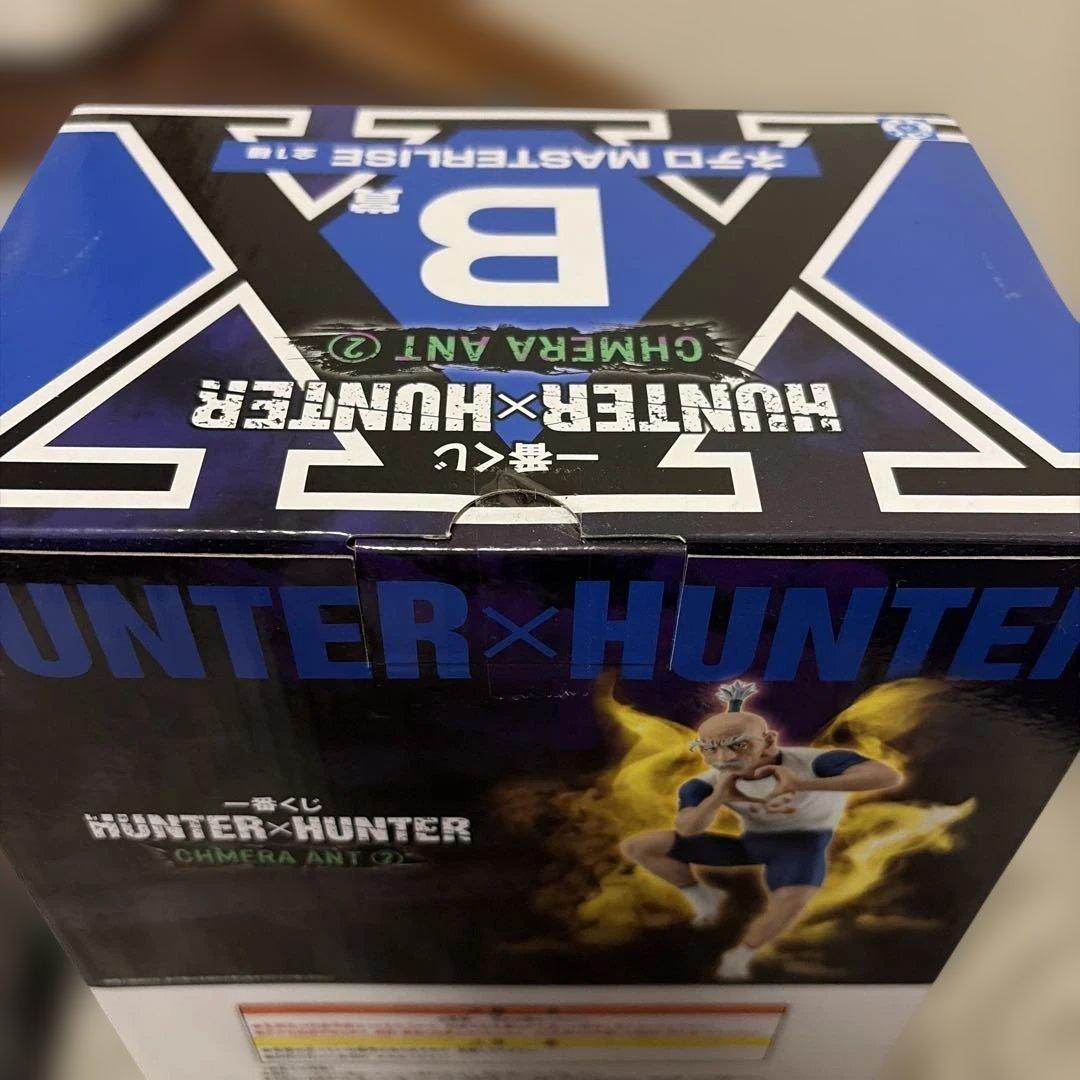 一番くじ
HUNTER×HUNTER
CHMERA ANT ②
B賞
ネテロ MASTERLISE 全1種
HUNTER×HUNTER
一番くじ
HUNTER×HUNTER
CHMERA ANT ②